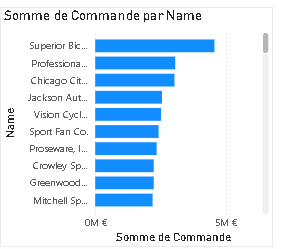 Somme de Commande par Name
Superior Bic...
Professiona...
Chicago Cit...
Jackson Aut...
Vision Cycl...
Sport Fan Co.
Proseware, I...
Crowley Sp...
Greenwood...
Mitchell Sp...
Name
0M €
5M €
Somme de Commande